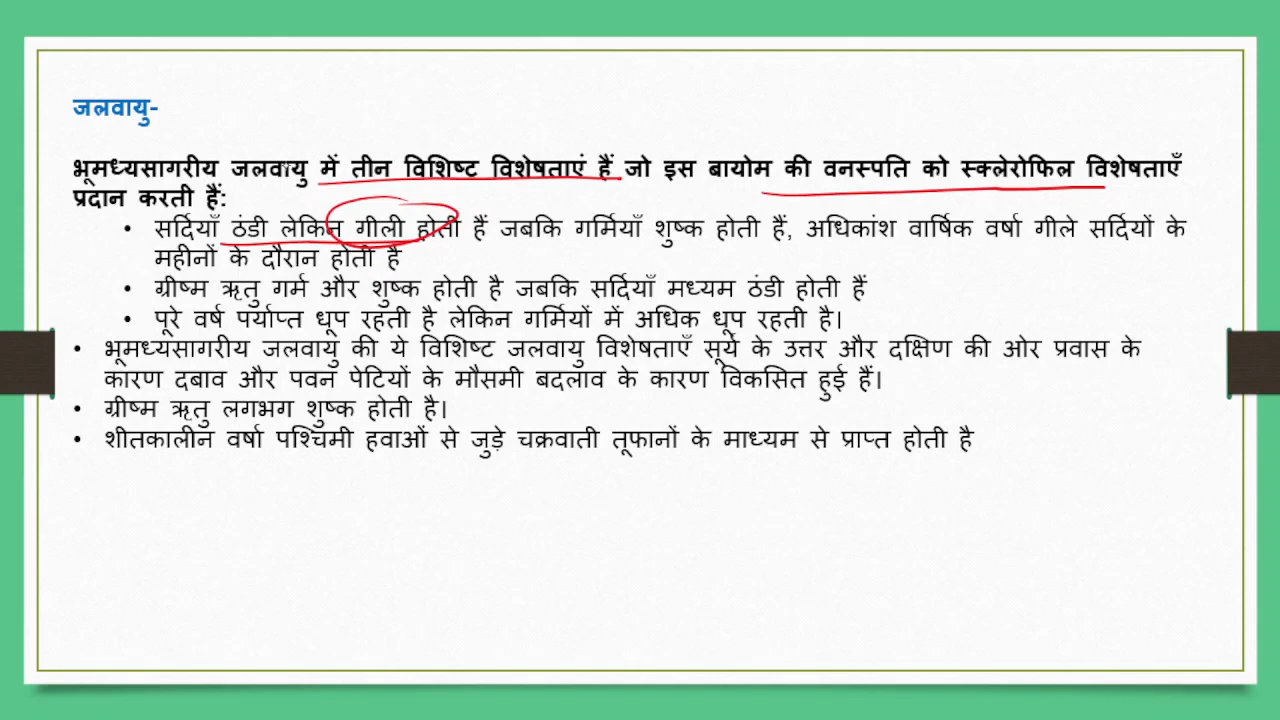 जलवायु-
भूमध्यसागरीय जलवायु में तीन विशिष्ट विशेषताएं हैं जो इस बायोम की वनस्पति को स्क्लेरोफिल विशेषताएँ
प्रदान करती हैं:
• सर्दियाँ ठंडी लेकिन गीली होती हैं जबकि गर्मियाँ शुष्क होती हैं, अधिकांश वार्षिक वर्षा गीले सर्दियों के
महीनों के दौरान होती है
• ग्रीष्म ऋतु गर्म और शुष्क होती है जबकि सर्दियाँ मध्यम ठंडी होती हैं
• पूरे वर्ष पर्याप्त धूप रहती है लेकिन गर्मियों में अधिक धूप रहती है।
• भूमध्यसागरीय जलवायु की ये विशिष्ट जलवायु विशेषताएँ सूर्य के उत्तर और दक्षिण की ओर प्रवास के
कारण दबाव और पवन पेटियों के मौसमी बदलाव के कारण विकसित हुई हैं।
• ग्रीष्म ऋतु लगभग शुष्क होती है।
• शीतकालीन वर्षा पश्चिमी हवाओं से जुड़े चक्रवाती तूफानों के माध्यम से प्राप्त होती है